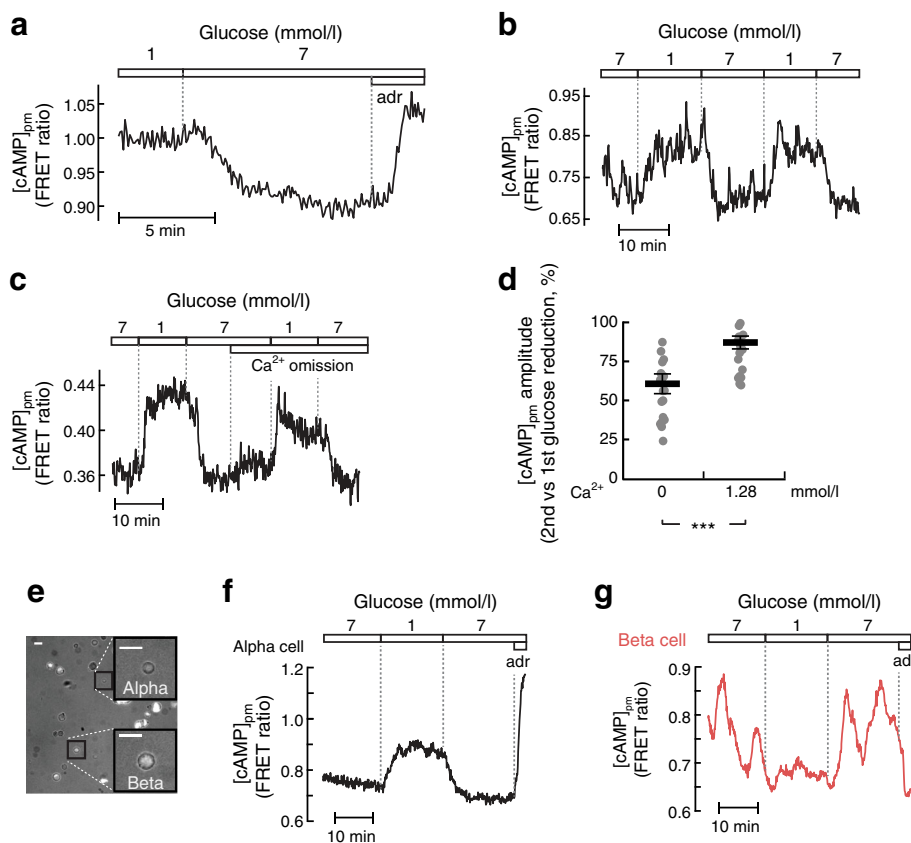 a
Glucose (mmol/l)
1 7
adr
[cAMP]pm
(FRET ratio)
1.05
1.00
0.95
0.90
5 min
b
Glucose (mmol/l)
7 1 7 1 7
[cAMP]pm
(FRET ratio)
0.95
0.85
0.75
0.65
10 min
c
Glucose (mmol/l)
7 1 7 1 7
Ca2+ omission
[cAMP]pm
(FRET ratio)
0.44
0.40
0.36
10 min
d
[cAMP]pm amplitude
(2nd vs 1st glucose reduction, %)
100
75
50
25
0
Ca2+ 0 1.28 mmol/l
***
e
Alpha
Beta
f
Glucose (mmol/l)
7 1 7
Alpha cell
adr
[cAMP]pm
(FRET ratio)
1.2
1.0
0.8
0.6
10 min
g
Glucose (mmol/l)
7 1 7
Beta cell
ad
[cAMP]pm
(FRET ratio)
0.9
0.8
0.7
0.6
10 min